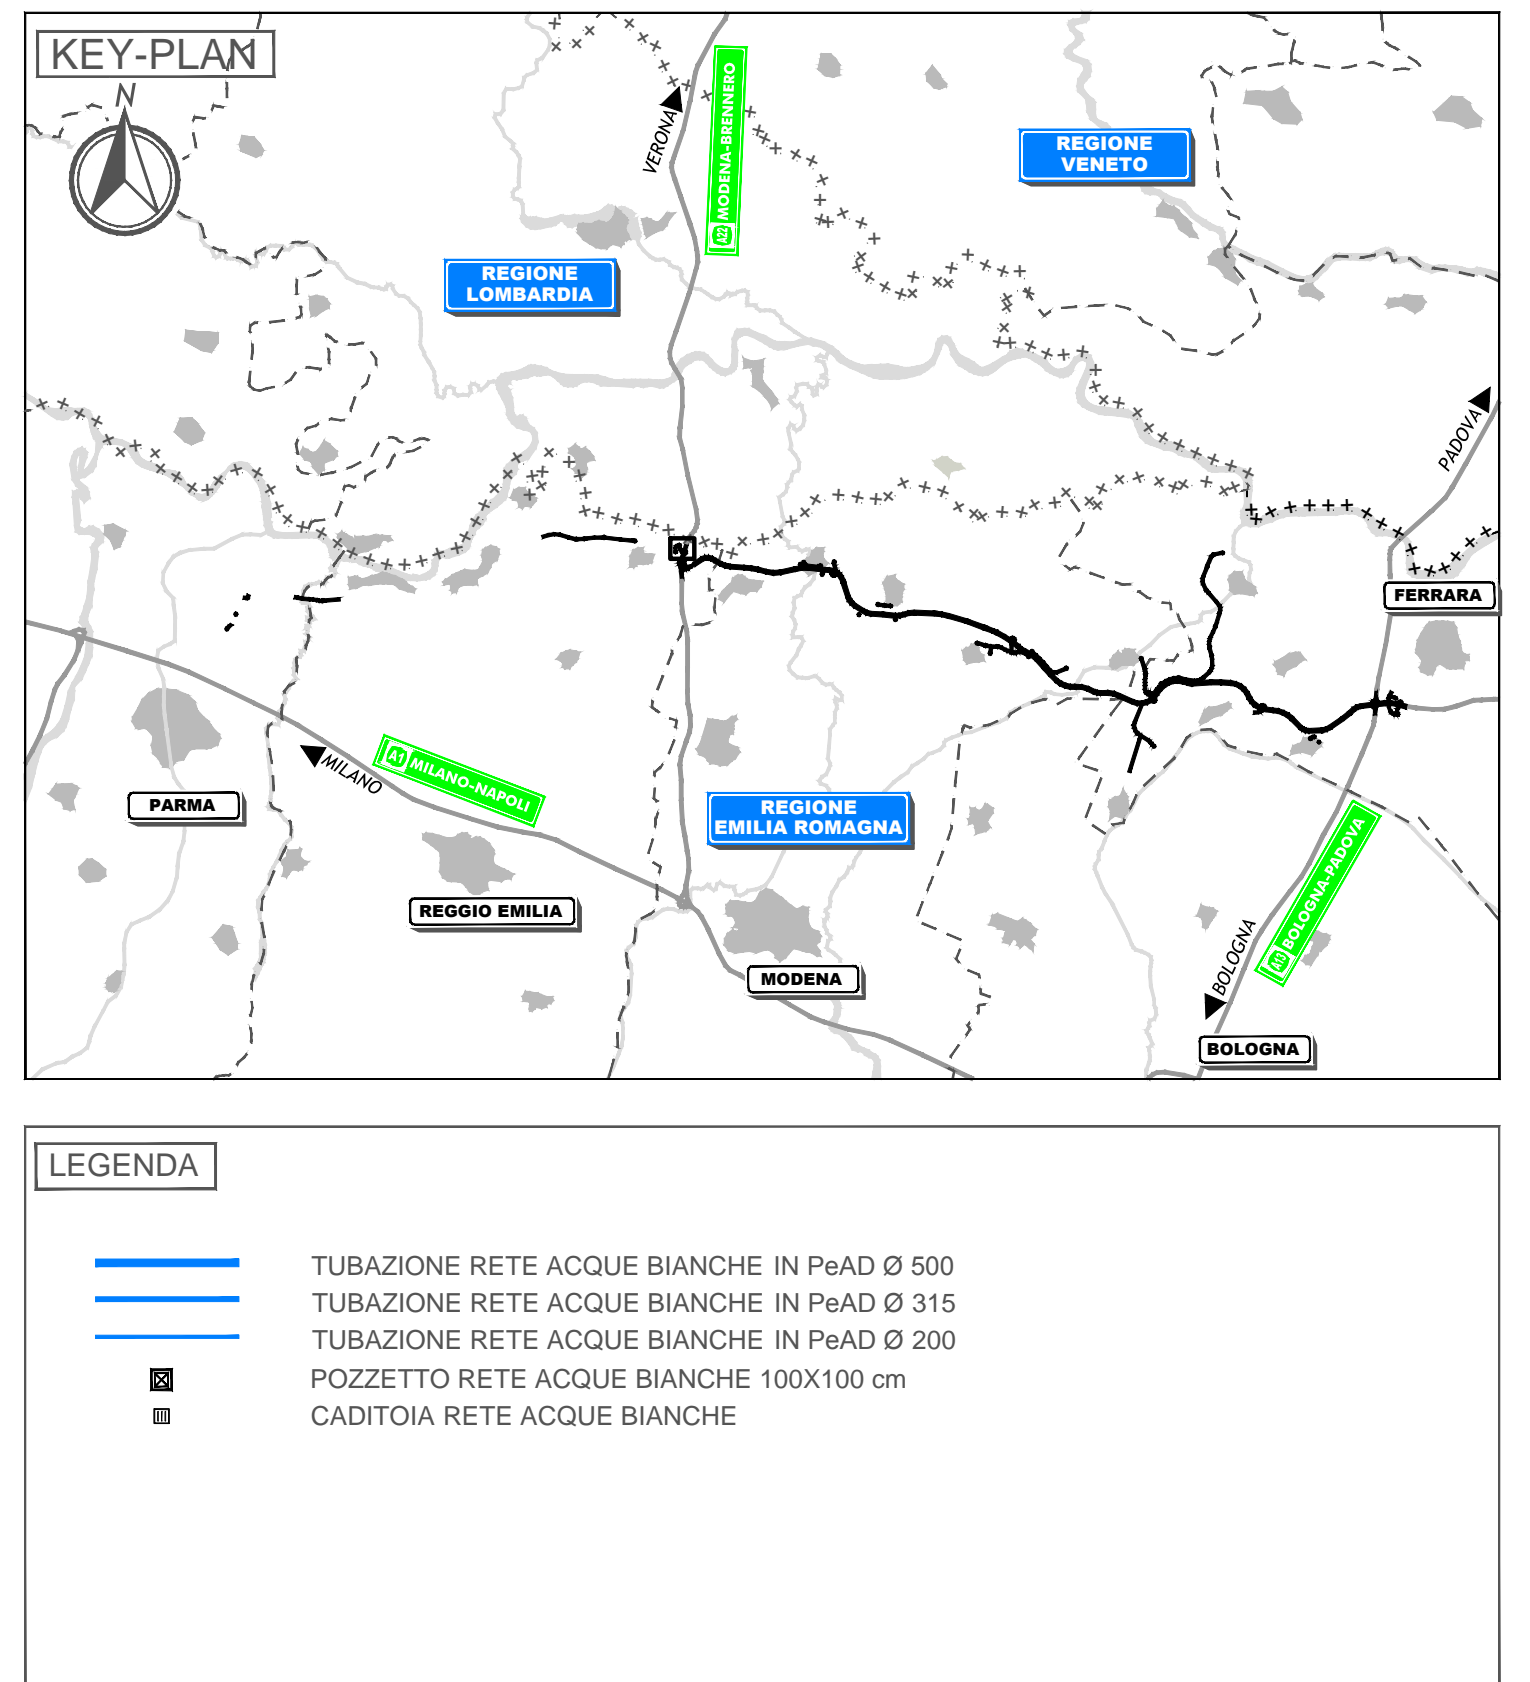 KEY-PLAN
N
VERONA
A22 MODENA-BRENNERO
REGIONE
VENETO
REGIONE
LOMBARDIA
PADOVA
FERRARA
MILANO
A1 MILANO-NAPOLI
PARMA
REGIONE
EMILIA ROMAGNA
REGGIO EMILIA
A13 BOLOGNA-PADOVA
BOLOGNA
MODENA
BOLOGNA
LEGENDA
TUBAZIONE RETE ACQUE BIANCHE IN PeAD Ø 500
TUBAZIONE RETE ACQUE BIANCHE IN PeAD Ø 315
TUBAZIONE RETE ACQUE BIANCHE IN PeAD Ø 200
POZZETTO RETE ACQUE BIANCHE 100X100 cm
CADITOIA RETE ACQUE BIANCHE